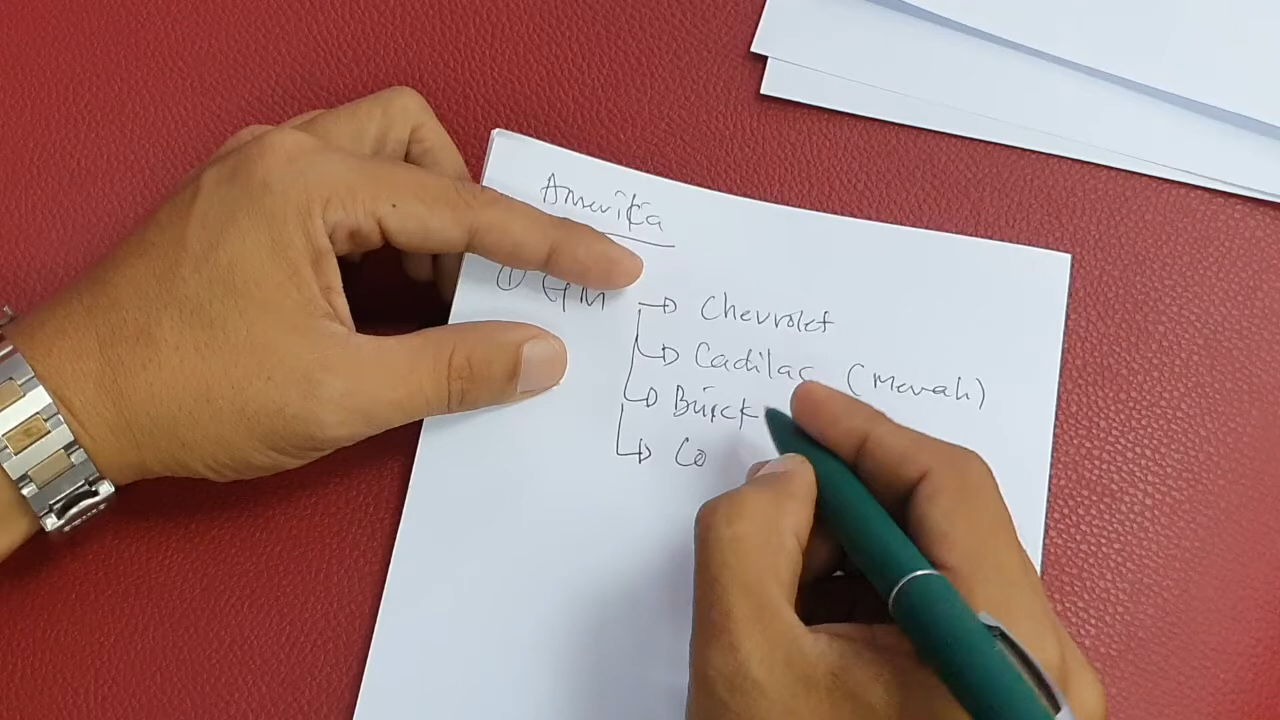 Amerika
① GM → Chevrolet
→ Cadilac (Mewah)
→ Buick
→ Co